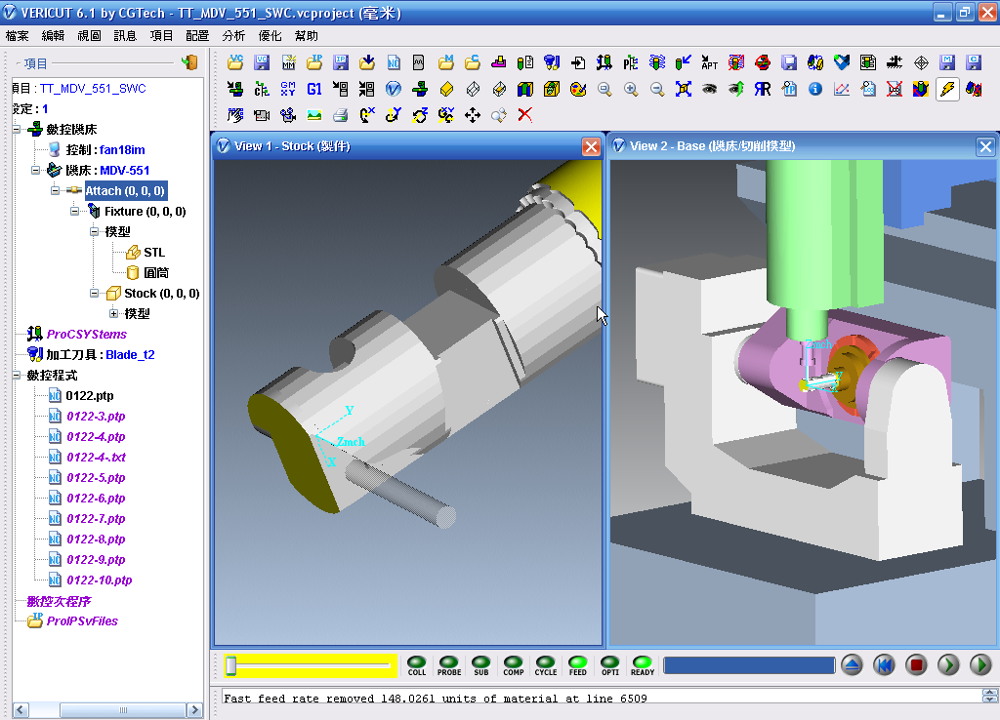 VERICUT 6.1 by CGTech - TT_MDV_551_SWC.vcproject (毫米)
檔案 編輯 視圖 訊息 項目 配置 分析 優化 幫助
項目
項目 : TT_MDV_551_SWC
設定 : 1
數控機床
控制 : fan18im
機床 : MDV-551
Attach (0, 0, 0)
Fixture (0, 0, 0)
模型
STL
圓筒
Stock (0, 0, 0)
模型
ProCSYStems
加工刀具 : Blade_t2
數控程式
0122.ptp
0122-3.ptp
0122-4.ptp
0122-4-.txt
0122-5.ptp
0122-6.ptp
0122-7.ptp
0122-8.ptp
0122-9.ptp
0122-10.ptp
數控次程序
ProIPSvFiles
View 1 - Stock (製件)
Y
Zmch
X
View 2 - Base (機床/切削模型)
Zmch
COLL PROBE SUB COMP CYCLE FEED OPTI READY
Fast feed rate removed 148.0261 units of material at line 6509